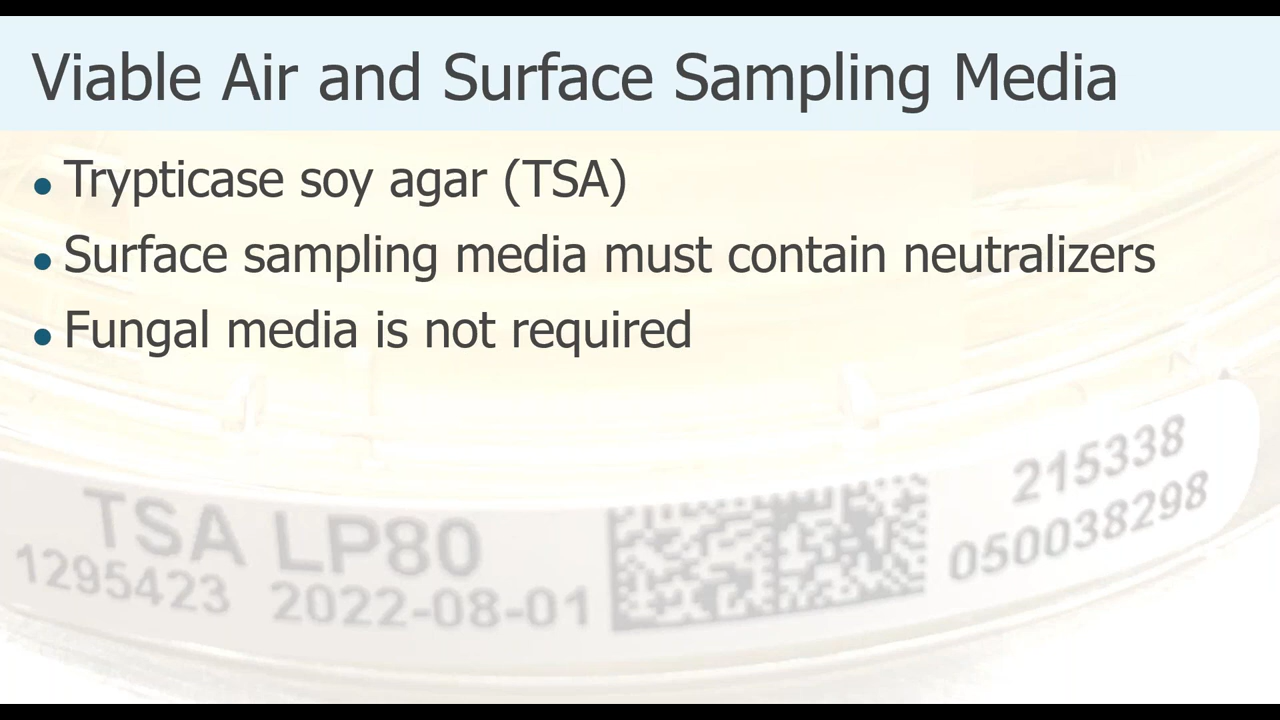 Viable Air and Surface Sampling Media
• Trypticase soy agar (TSA)
• Surface sampling media must contain neutralizers
• Fungal media is not required
TSA LP80
215338
1295423 2022-08-01
050038298